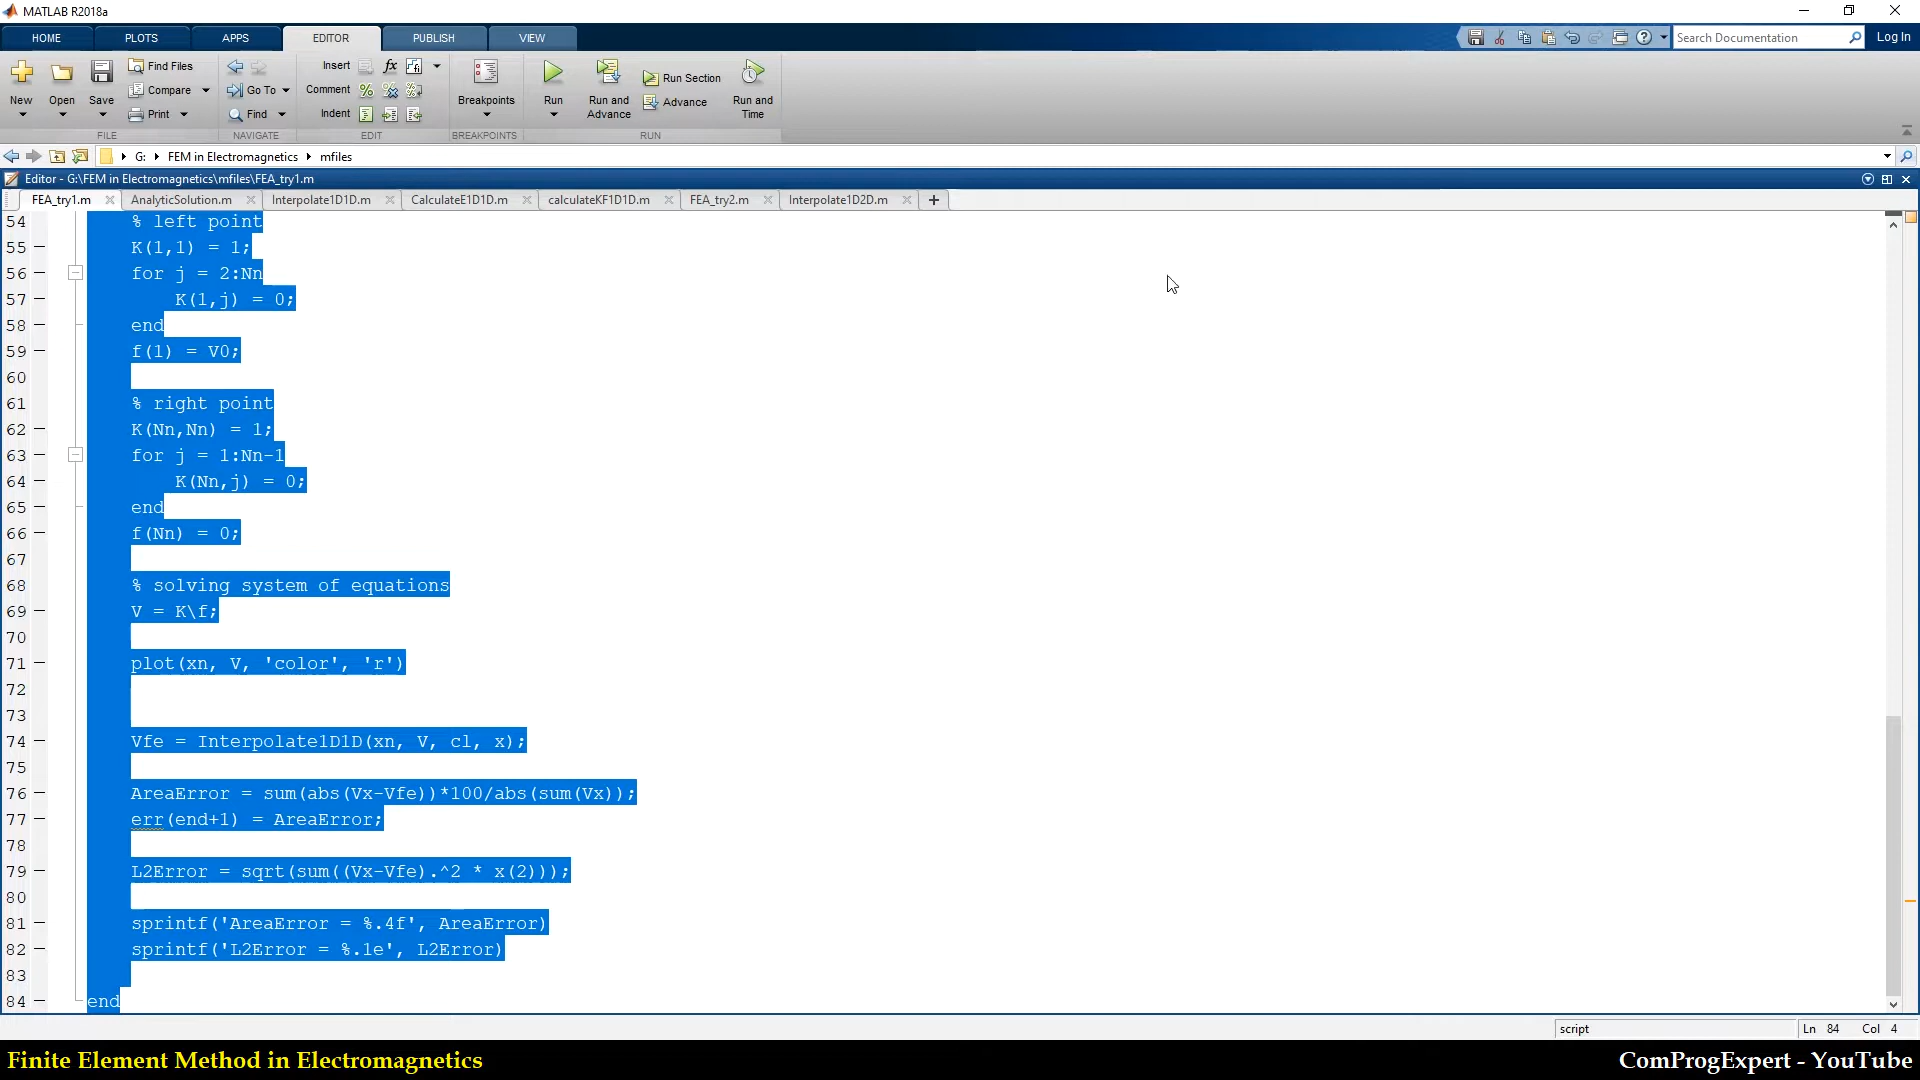 MATLAB R2018a
HOME PLOTS APPS EDITOR PUBLISH VIEW Search Documentation Log In
New Open Save Find Files Compare Print Go To Find Insert fx Comment % Indent Breakpoints Run Run and Advance Run Section Advance Run and Time
FILE NAVIGATE EDIT BREAKPOINTS RUN
G: FEM in Electromagnetics mfiles
Editor - G:\FEM in Electromagnetics\mfiles\FEA_try1.m
FEA_try1.m AnalyticSolution.m Interpolate1D1D.m CalculateE1D1D.m calculateKF1D1D.m FEA_try2.m Interpolate1D2D.m
54 % left point
55 K(1,1) = 1;
56 for j = 2:Nn
57 K(1,j) = 0;
58 end
59 f(1) = V0;
60
61 % right point
62 K(Nn,Nn) = 1;
63 for j = 1:Nn-1
64 K(Nn,j) = 0;
65 end
66 f(Nn) = 0;
67
68 % solving system of equations
69 V = K\f;
70
71 plot(xn, V, 'color', 'r')
72
73
74 Vfe = Interpolate1D1D(xn, V, cl, x);
75
76 AreaError = sum(abs(Vx-Vfe))*100/abs(sum(Vx));
77 err(end+1) = AreaError;
78
79 L2Error = sqrt(sum((Vx-Vfe).^2 * x(2)));
80
81 sprintf('AreaError = %.4f', AreaError)
82 sprintf('L2Error = %.1e', L2Error)
83
84 end
script Ln 84 Col 4
Finite Element Method in Electromagnetics ComProgExpert - YouTube